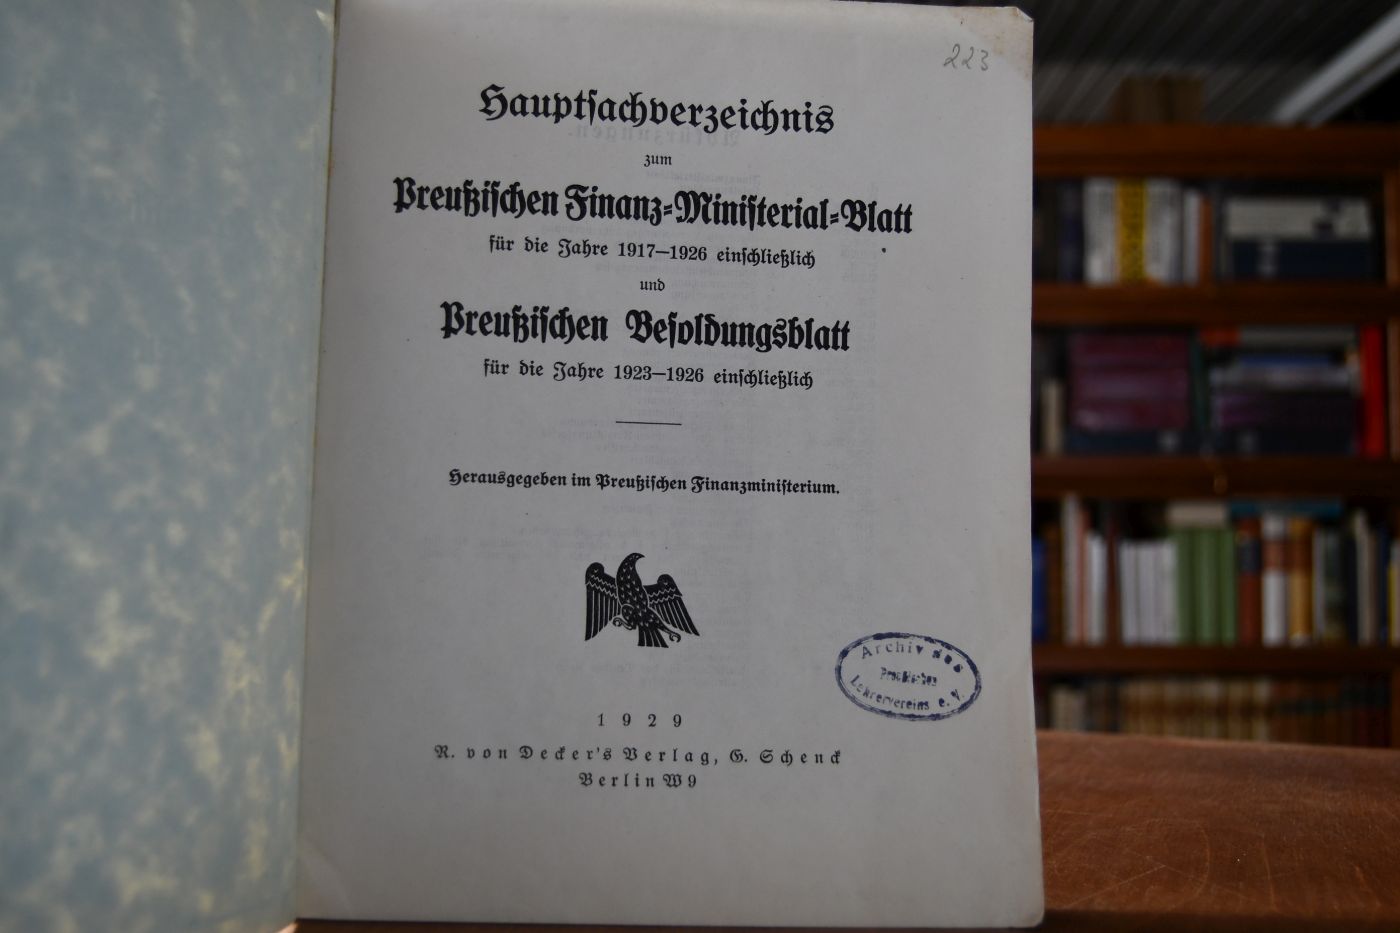 223
Hauptsachverzeichnis
zum
Preußischen Finanz-Ministerial-Blatt
für die Jahre 1917—1926 einschließlich
und
Preußischen Besoldungsblatt
für die Jahre 1923—1926 einschließlich
Herausgegeben im Preußischen Finanzministerium.
Archiv des
Preußischen
Lehrervereins e. V.
1929
R. von Decker's Verlag, G. Schenck
Berlin W9